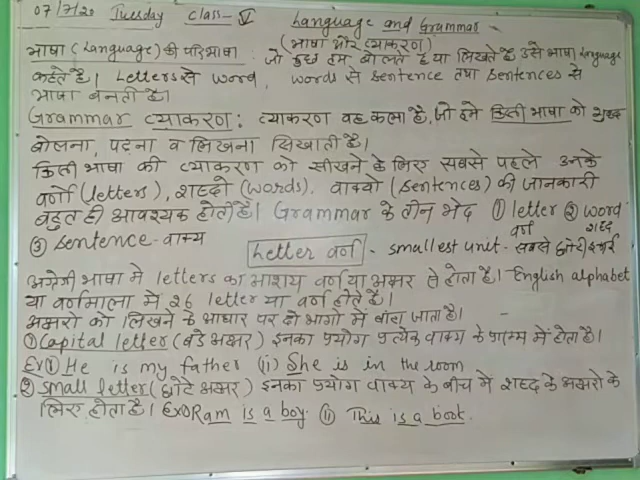 07/7/20 Tuesday Class - V Language and Grammar -
(भाषा और व्याकरण)
भाषा (Language) की परिभाषा : जो कुछ हम बोलते है या लिखते है उसे भाषा Language
कहते है। Letters से word, words से sentence तथा sentences से
भाषा बनती है।
Grammar व्याकरण : व्याकरण वह कला है, जो हमे किसी भाषा को शुद्ध
बोलना, पढ़ना व लिखना सिखाती है।
किसी भाषा की व्याकरण को सीखने के लिए सबसे पहले उनके
वर्णो (letters), शब्दो (words), वाक्यो (sentences) की जानकारी
बहुत ही आवश्यक होती है। Grammar के तीन भेद ① letter ② word
वर्ण शब्द
③ sentence - वाक्य Letter वर्ण - smallest unit - सबसे छोटी इकाई
अंग्रेजी भाषा मे letters का आशय वर्ण या अक्षर से होता है। English alphabet
या वर्णमाला मे 26 letter या वर्ण होते है।
अक्षरो को लिखने के आधार पर दो भागो में बांटा जाता है।
① Capital letter (बडे अक्षर) इनका प्रयोग प्रत्येक वाक्य के प्रारम्भ में होता है।
Ex ① He is my father (ii) She is in the room
② Small letter (छोटे अक्षर) इनका प्रयोग वाक्य के बीच में शब्द के अक्षरो के
लिए होता है। Ex ① Ram is a boy. (ii) This is a book.